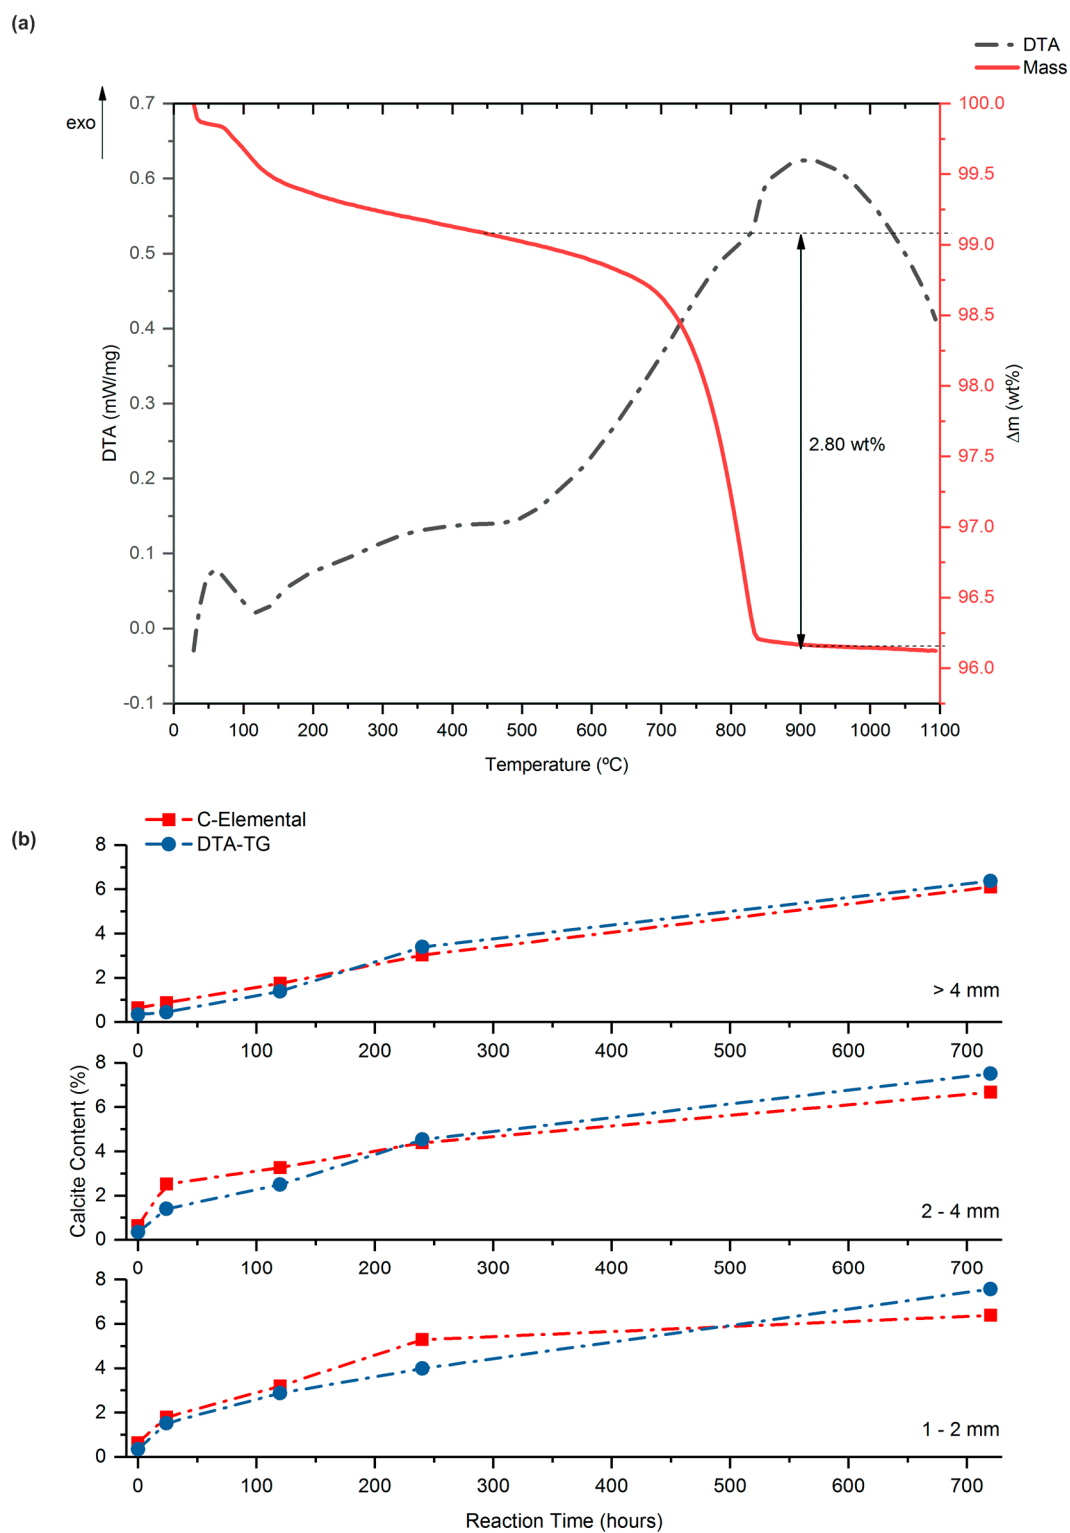 (a)
DTA
Mass
exo
0.7
0.6
0.5
0.4
0.3
0.2
0.1
0.0
-0.1
DTA (mW/mg)
100.0
99.5
99.0
98.5
98.0
97.5
97.0
96.5
96.0
Δm (wt%)
2.80 wt%
0 100 200 300 400 500 600 700 800 900 1000 1100
Temperature (ºC)
(b)
C-Elemental
DTA-TG
8
6
4
2
0
> 4 mm
0 100 200 300 400 500 600 700
Calcite Content (%)
8
6
4
2
0
2 - 4 mm
0 100 200 300 400 500 600 700
8
6
4
2
0
1 - 2 mm
0 100 200 300 400 500 600 700
Reaction Time (hours)